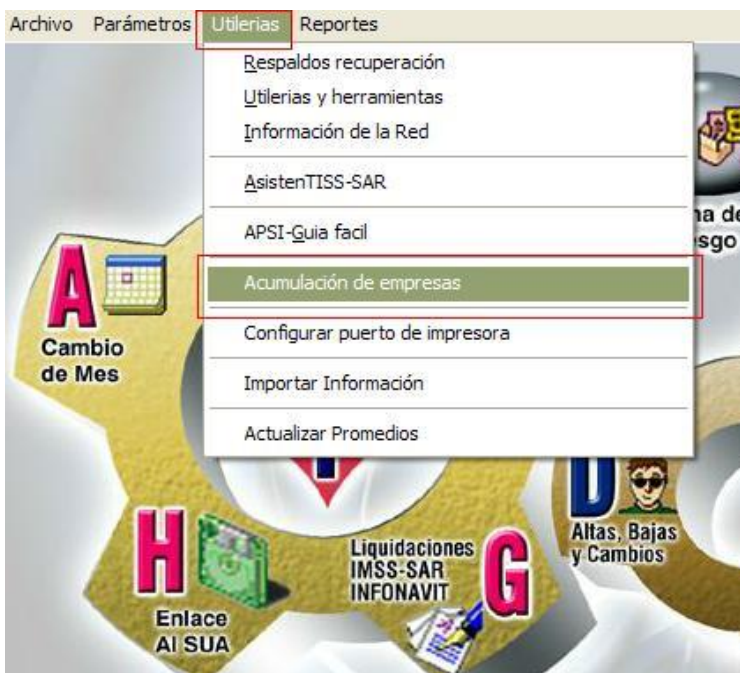 Archivo Parámetros Utilerias Reportes
Respaldos recuperación
Utilerias y herramientas
Información de la Red
AsistenTISS-SAR
APSI-Guia facil
Acumulación de empresas
Configurar puerto de impresora
Importar Información
Actualizar Promedios
A
Cambio
de Mes
H
Enlace
Al SUA
Liquidaciones
IMSS-SAR
INFONAVIT
G
D
Altas, Bajas
y Cambios